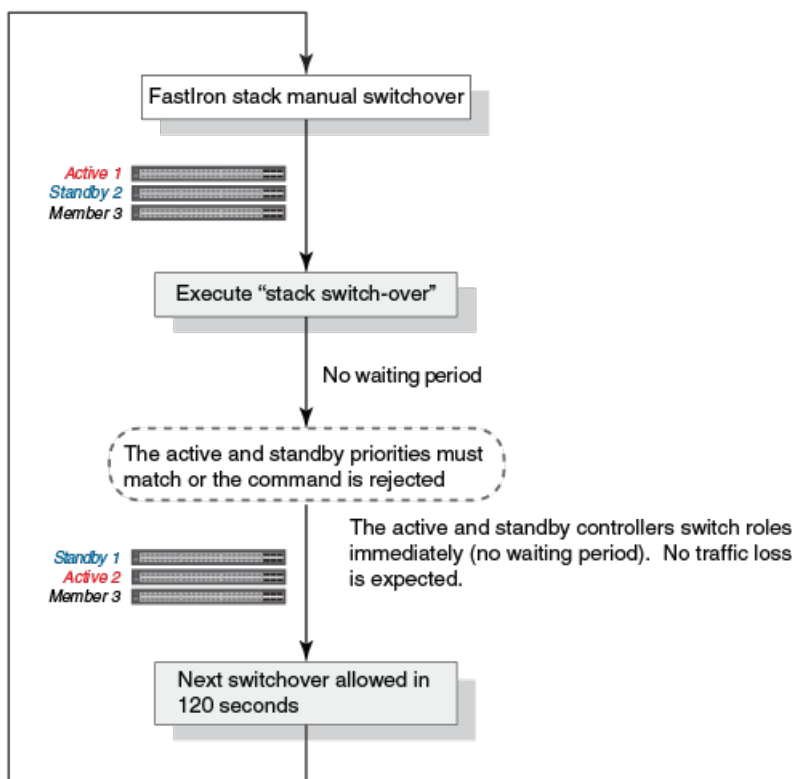 FastIron stack manual switchover
Active 1
Standby 2
Member 3
Execute “stack switch-over”
No waiting period
The active and standby priorities must
match or the command is rejected
The active and standby controllers switch roles
immediately (no waiting period).  No traffic loss
is expected.
Standby 1
Active 2
Member 3
Next switchover allowed in
120 seconds